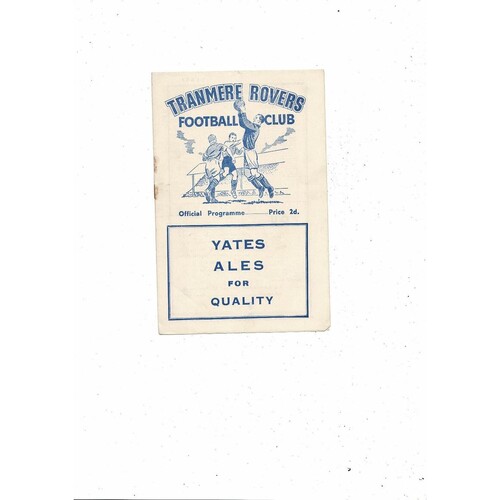 TRANMERE ROVERS
FOOTBALL CLUB
Official Programme Price 2d.
YATES
ALES
FOR
QUALITY